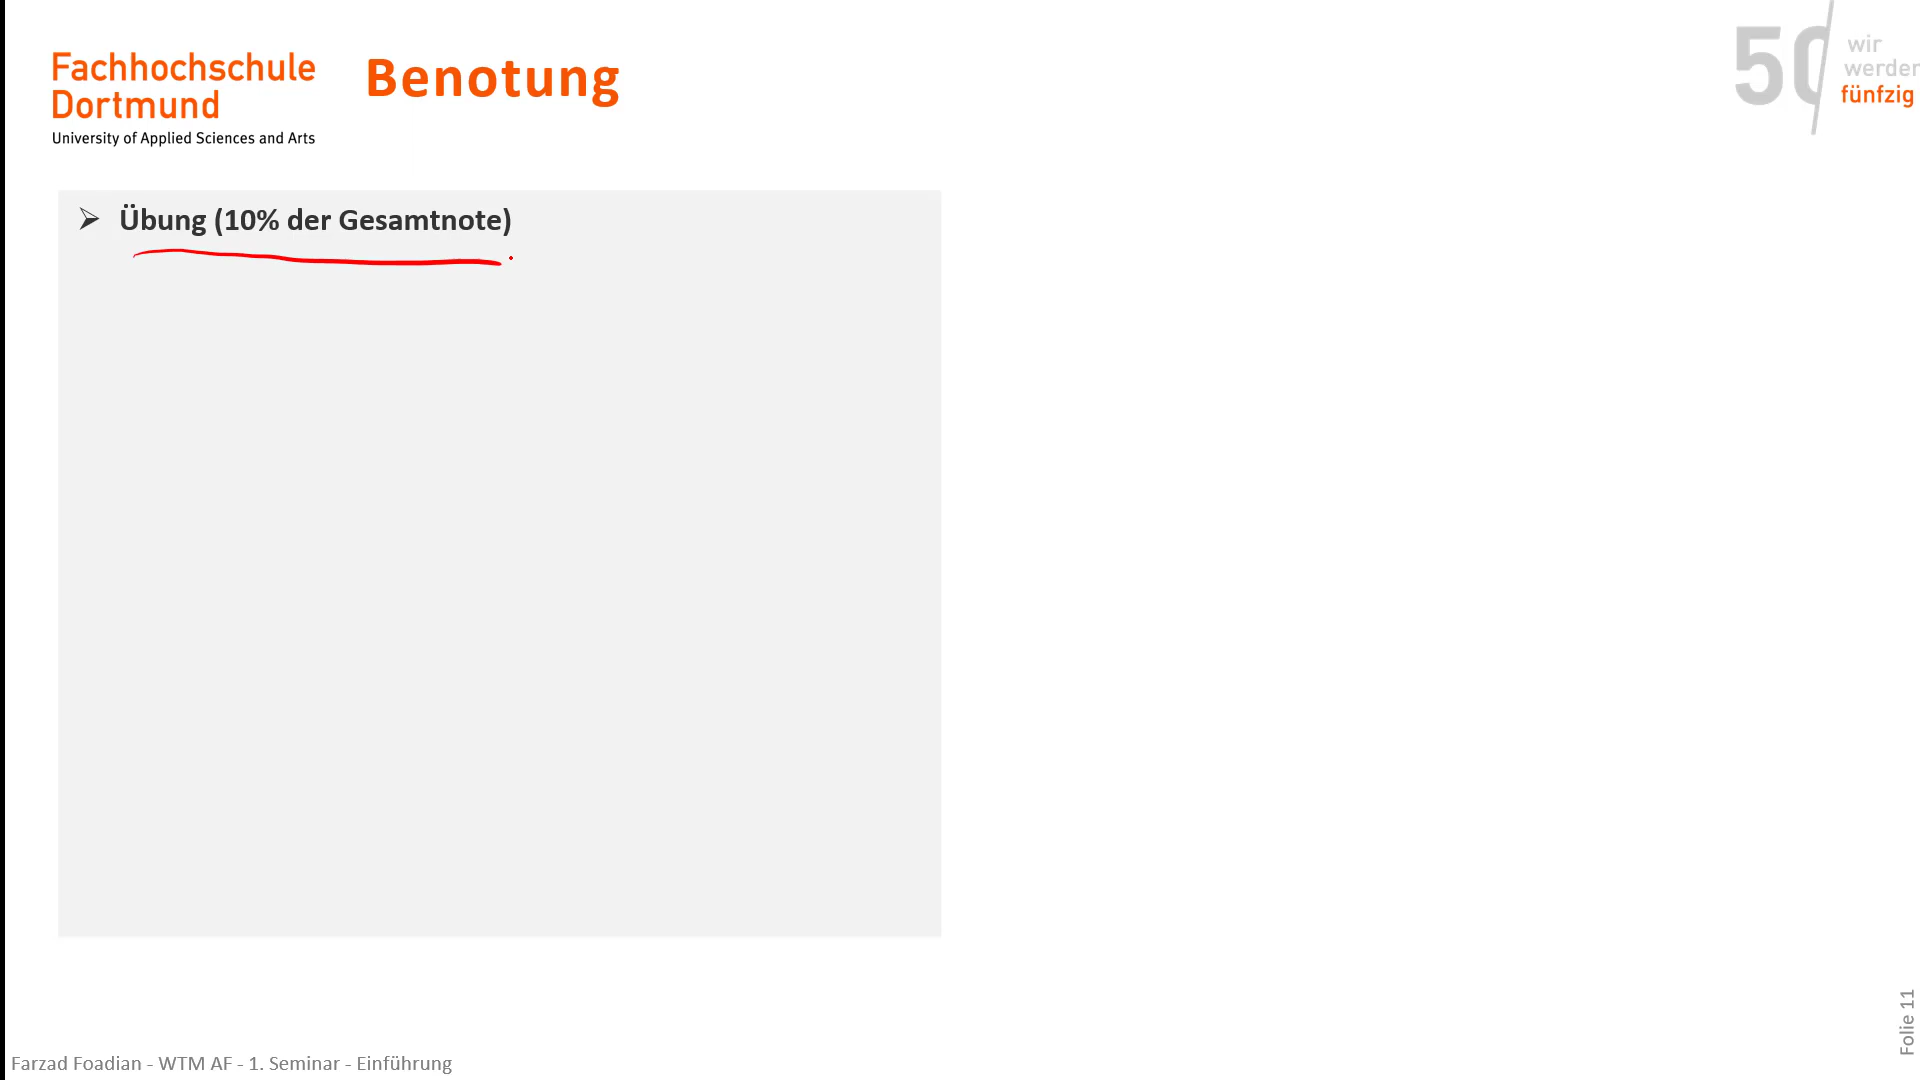 Fachhochschule
Dortmund
University of Applied Sciences and Arts
Benotung
50
wir
werden
fünfzig
Übung (10% der Gesamtnote)
Folie 11
Farzad Foadian - WTM AF - 1. Seminar - Einführung